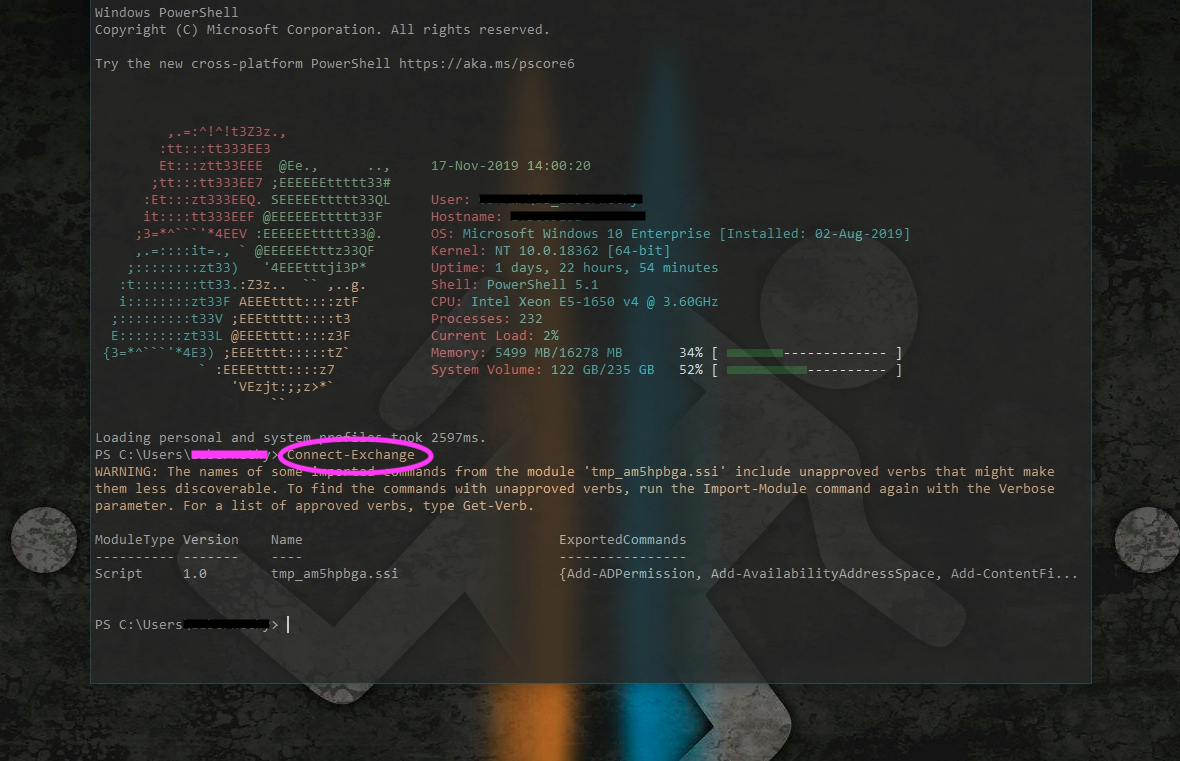 Windows PowerShell
Copyright (C) Microsoft Corporation. All rights reserved.
Try the new cross-platform PowerShell https://aka.ms/pscore6
,.=:^!^!t3Z3z.,
:tt:::tt333EE3
Et:::ztt33EEE  @Ee.,      ..,     17-Nov-2019 14:00:20
;tt:::tt333EE7 ;EEEEEEttttt33#
:Et:::zt333EEQ. SEEEEEttttt33QL     User:
it::::tt333EEF @EEEEEEttttt33F      Hostname:
;3=*^```'*4EEV :EEEEEEttttt33@.      OS: Microsoft Windows 10 Enterprise [Installed: 02-Aug-2019]
,.=::::it=., ` @EEEEEEtttz33QF       Kernel: NT 10.0.18362 [64-bit]
;::::::::zt33)   '4EEEtttji3P*        Uptime: 1 days, 22 hours, 54 minutes
:t::::::::tt33.:Z3z..  `` ,..g.        Shell: PowerShell 5.1
i::::::::zt33F AEEEtttt::::ztF         CPU: Intel Xeon E5-1650 v4 @ 3.60GHz
;:::::::::t33V ;EEEttttt::::t3          Processes: 232
E::::::::zt33L @EEEtttt::::z3F          Current Load: 2%
{3=*^```'*4E3) ;EEEtttt:::::tZ`          Memory: 5499 MB/16278 MB       34% [ ------------- ]
` :EEEEtttt::::z7            System Volume: 122 GB/235 GB   52% [ ---------- ]
'VEzjt:;;z>*`
``
Loading personal and system profiles took 2597ms.
PS C:\Users\> Connect-Exchange
WARNING: The names of some imported commands from the module 'tmp_am5hpbga.ssi' include unapproved verbs that might make
them less discoverable. To find the commands with unapproved verbs, run the Import-Module command again with the Verbose
parameter. For a list of approved verbs, type Get-Verb.
ModuleType Version    Name                                ExportedCommands
---------- -------    ----                                ----------------
Script     1.0        tmp_am5hpbga.ssi                    {Add-ADPermission, Add-AvailabilityAddressSpace, Add-ContentFi...
PS C:\Users>